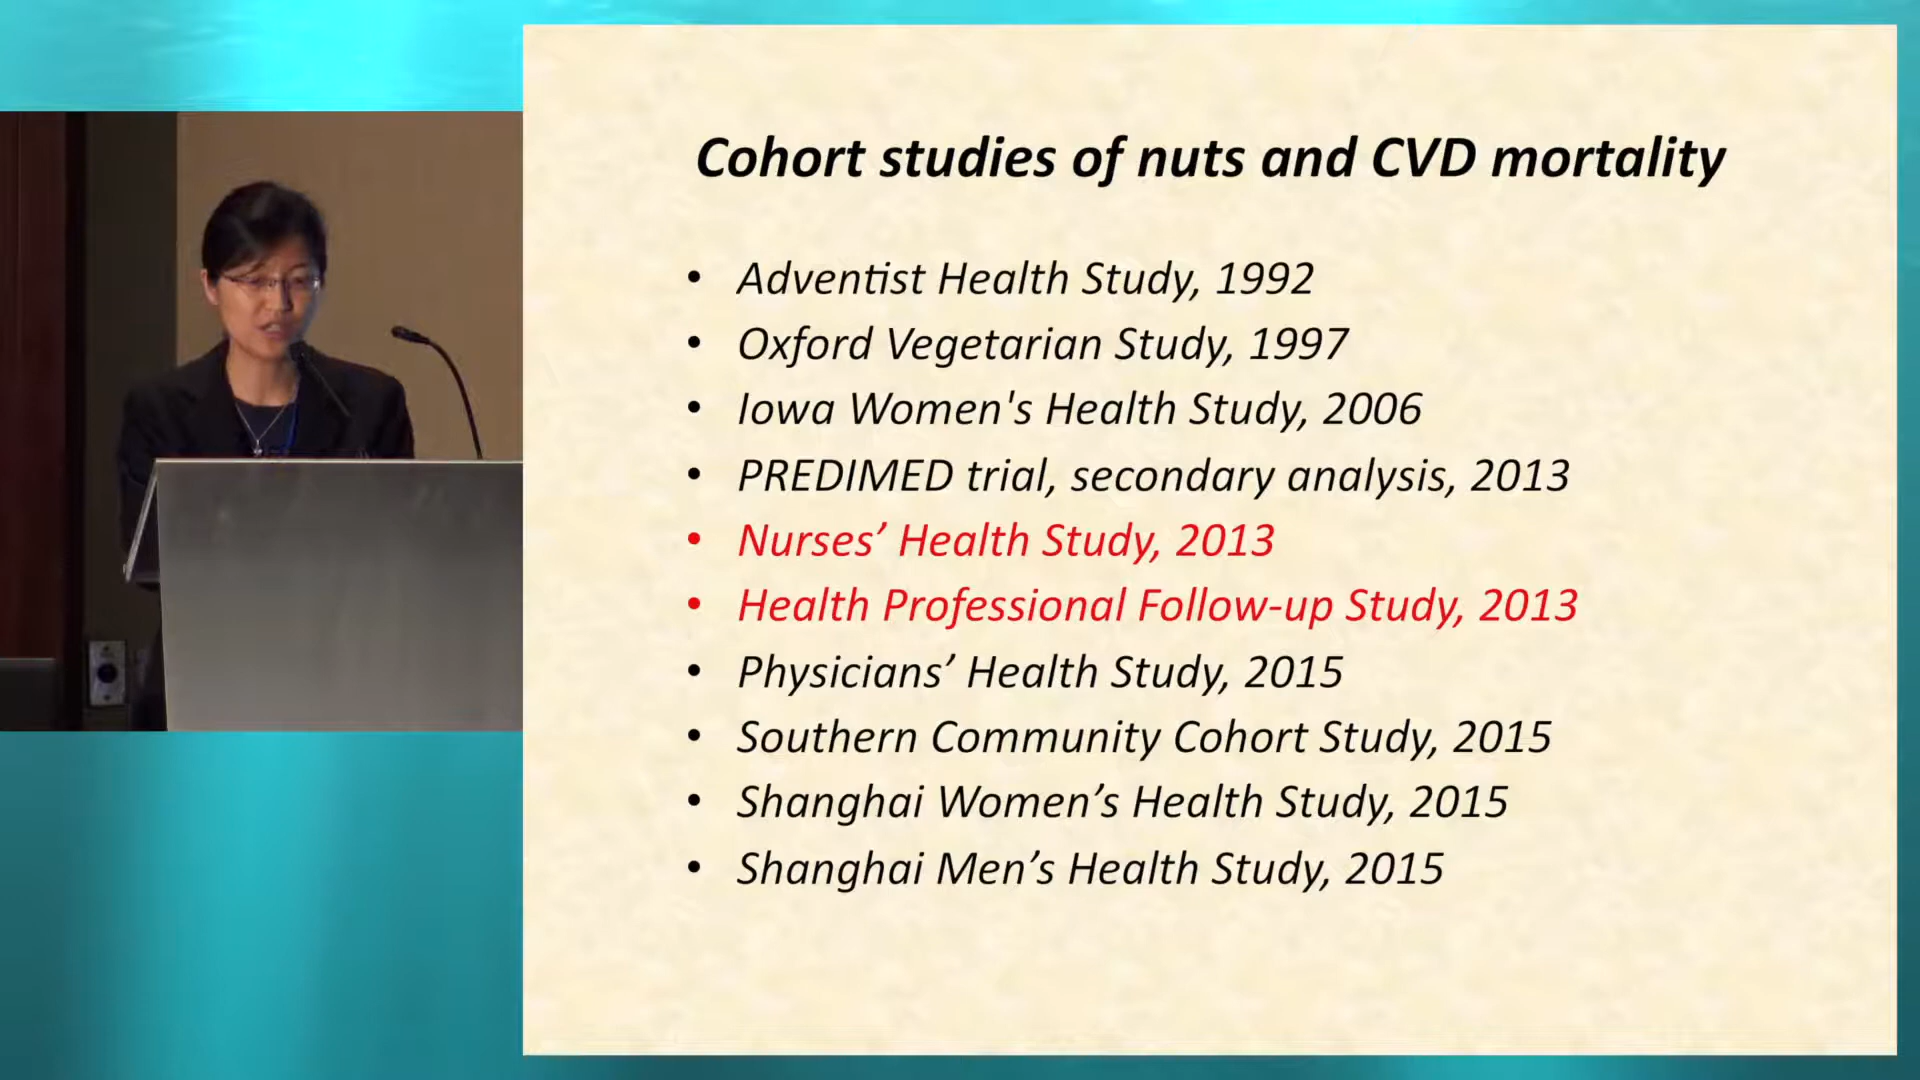 Cohort studies of nuts and CVD mortality
• Adventist Health Study, 1992
• Oxford Vegetarian Study, 1997
• Iowa Women's Health Study, 2006
• PREDIMED trial, secondary analysis, 2013
• Nurses’ Health Study, 2013
• Health Professional Follow-up Study, 2013
• Physicians’ Health Study, 2015
• Southern Community Cohort Study, 2015
• Shanghai Women’s Health Study, 2015
• Shanghai Men’s Health Study, 2015